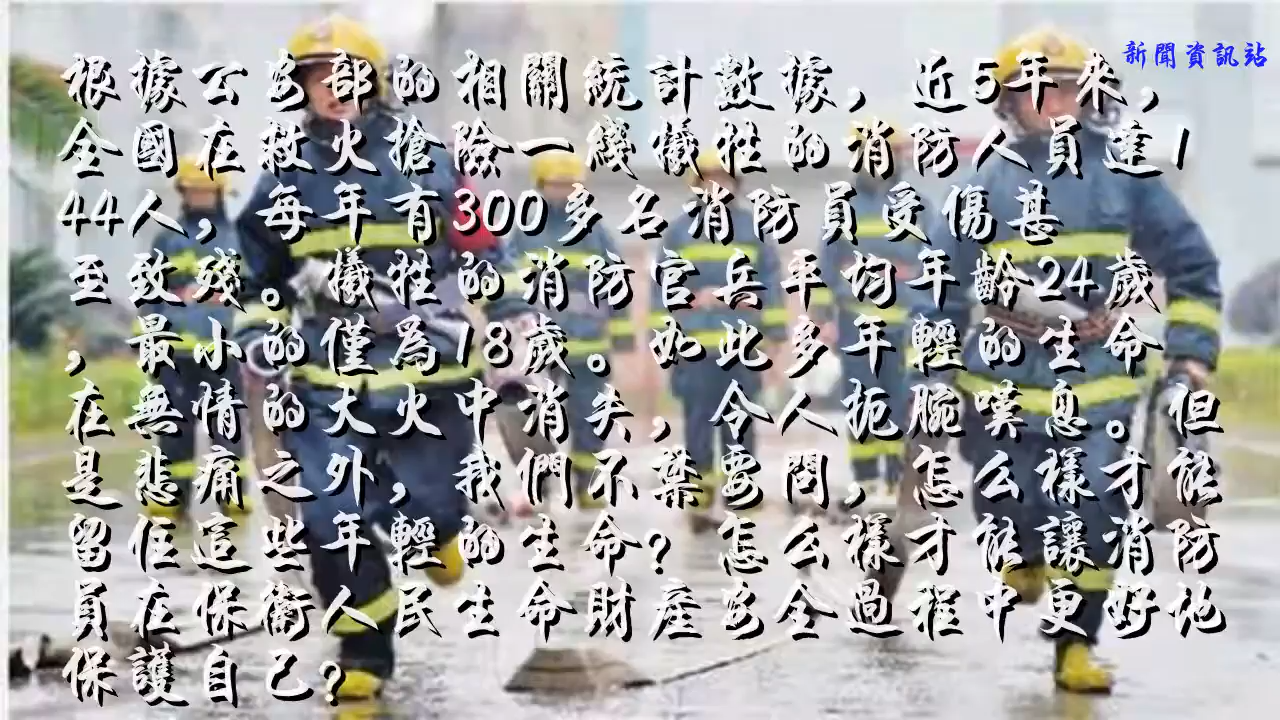 新聞資訊站
根據公安部的相關統計數據，近5年來，
全國在救火搶險一綫犧牲的消防人員達1
44人，每年有300多名消防員受傷甚
至致殘。犧牲的消防官兵平均年齡24歲
，最小的僅為18歲。如此多年輕的生命
在無情的大火中消失，令人扼腕嘆息。但
是悲痛之外，我們不禁要問，怎么樣才能
留住這些年輕的生命？怎么樣才能讓消防
員在保衛人民生命財產安全過程中更好地
保護自己？